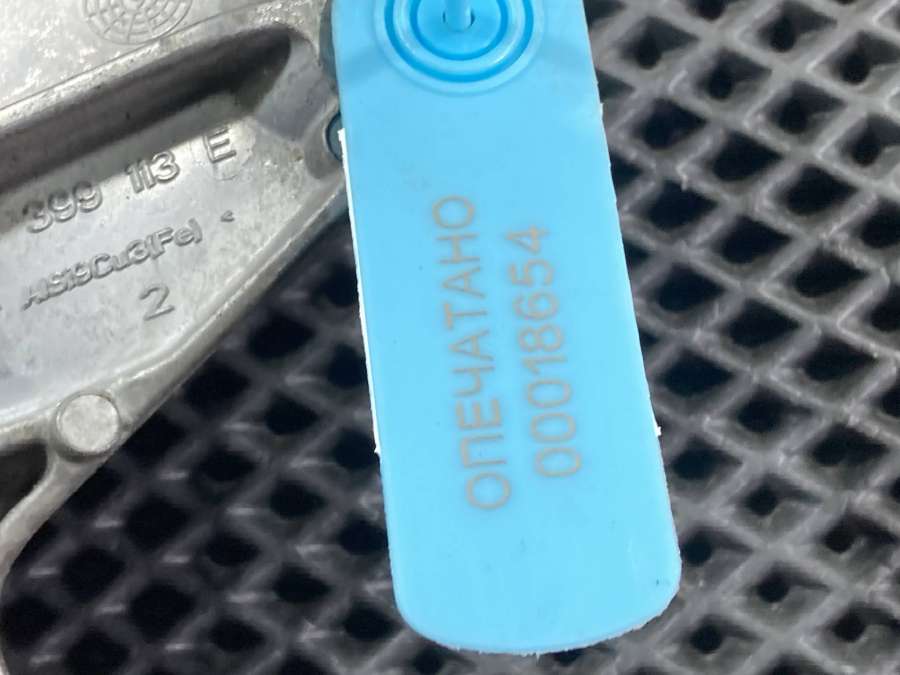 399 113 E
AlSi9Cu3(Fe) <
2
ОПЕЧАТАНО
00018654